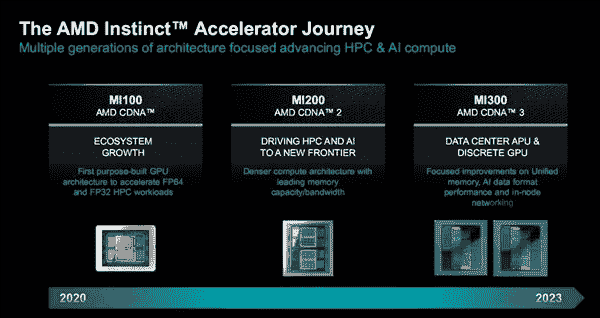 The AMD Instinct™ Accelerator Journey
Multiple generations of architecture focused advancing HPC & AI compute
MI100
AMD CDNA™
ECOSYSTEM
GROWTH
First purpose-built GPU
architecture to accelerate FP64
and FP32 HPC workloads
MI200
AMD CDNA™ 2
DRIVING HPC AND AI
TO A NEW FRONTIER
Denser compute architecture with
leading memory
capacity/bandwidth
MI300
AMD CDNA™ 3
DATA CENTER APU &
DISCRETE GPU
Focused improvements on Unified
memory, AI data format
performance and in-node
networking
2020
2023